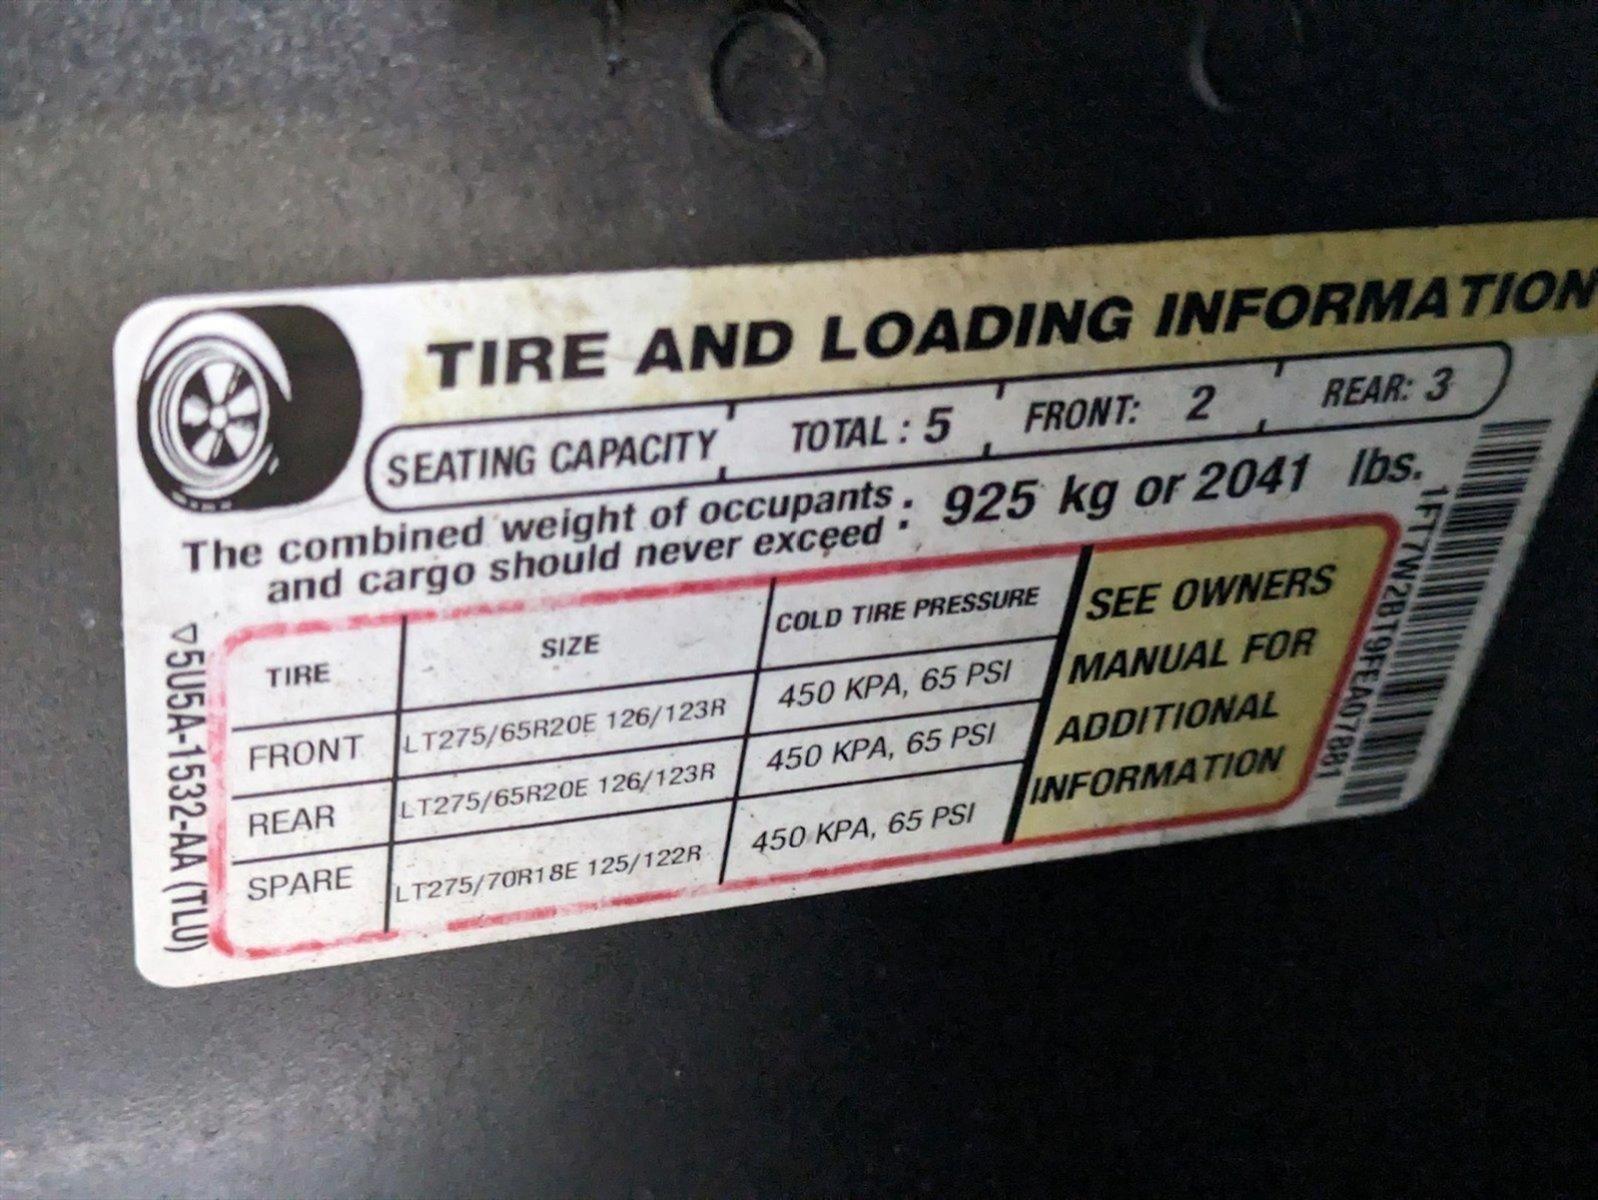 TIRE AND LOADING INFORMATION
SEATING CAPACITY TOTAL : 5 FRONT: 2 REAR: 3
The combined weight of occupants
and cargo should never exceed : 925 kg or 2041 lbs.
TIRE SIZE COLD TIRE PRESSURE
FRONT LT275/65R20E 126/123R 450 KPA, 65 PSI
REAR LT275/65R20E 126/123R 450 KPA, 65 PSI
SPARE LT275/70R18E 125/122R 450 KPA, 65 PSI
SEE OWNERS
MANUAL FOR
ADDITIONAL
INFORMATION
▽5U5A-1532-AA (TLU)
1FT7W2BT9FEA07881